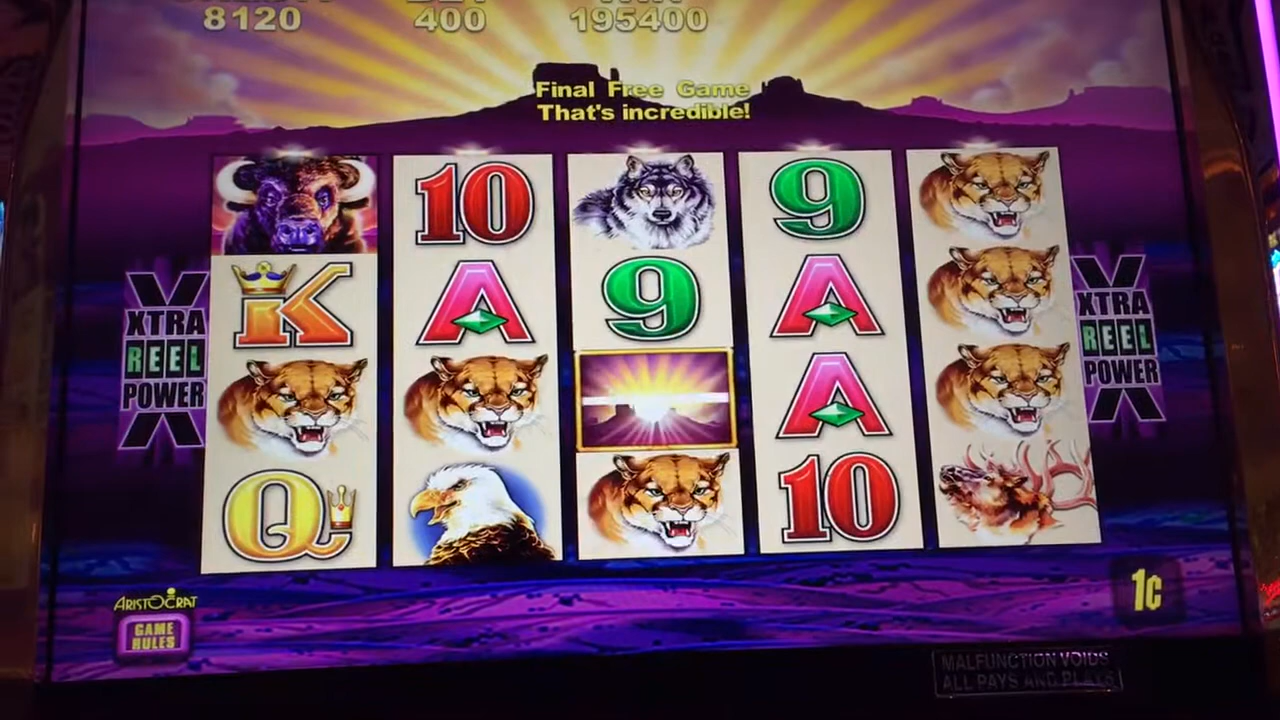 8120 400 195400
Final Free Game
That's incredible!
10 9
K A 9 A
A
Q 10
XTRA
REEL
POWER
XTRA
REEL
POWER
ARISTOCRAT
GAME
RULES
1¢
MALFUNCTION VOIDS
ALL PAYS AND PLAYS